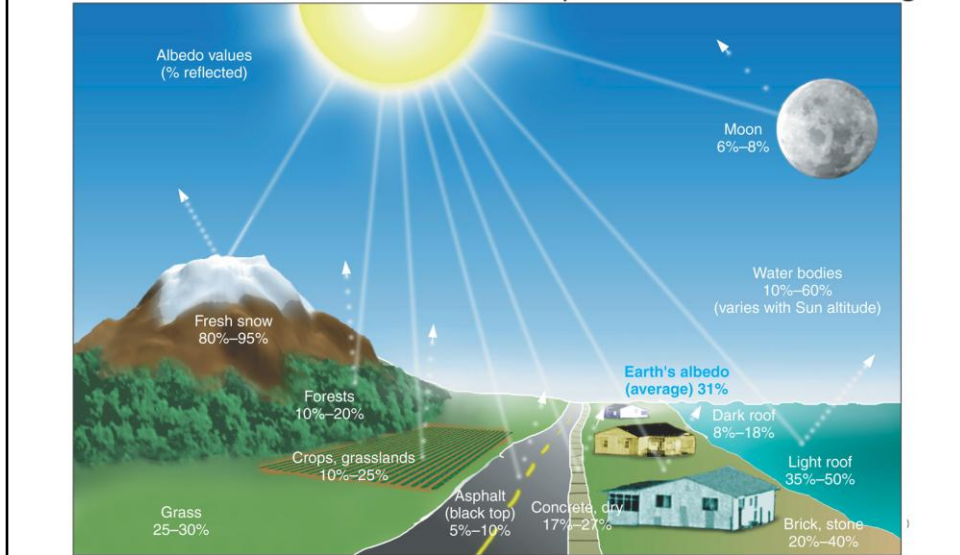 Albedo values
(% reflected)
Moon
6%–8%
Water bodies
10%–60%
(varies with Sun altitude)
Fresh snow
80%–95%
Earth's albedo
(average) 31%
Forests
10%–20%
Dark roof
8%–18%
Crops, grasslands
10%–25%
Light roof
35%–50%
Asphalt
(black top)
5%–10%
Concrete, dry
17%–27%
Grass
25–30%
Brick, stone
20%–40%